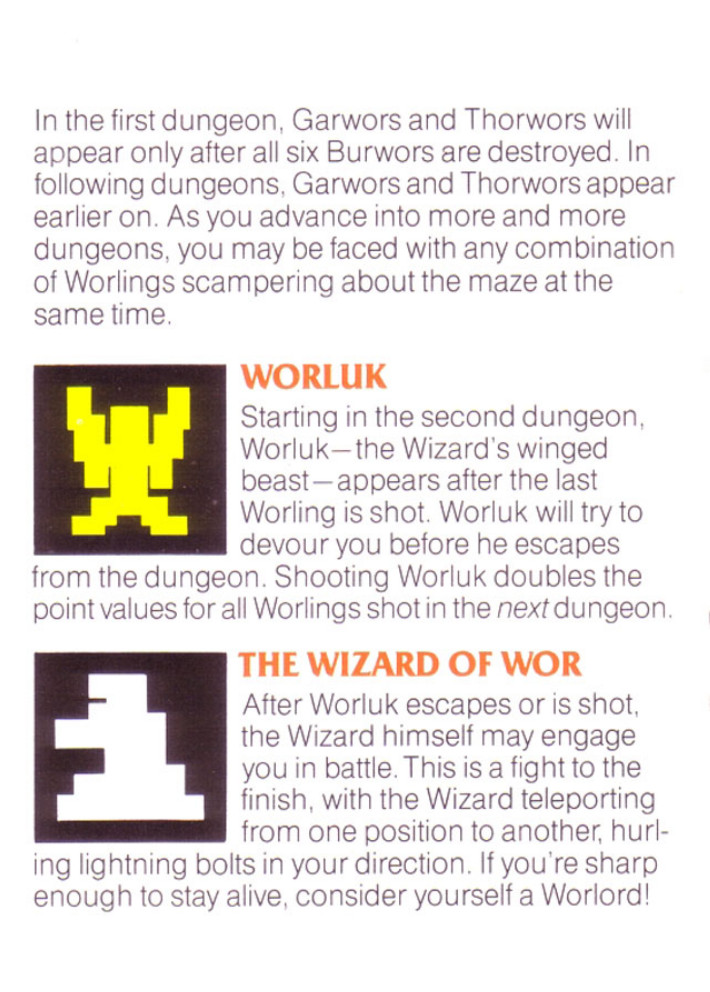 In the first dungeon, Garwors and Thorwors will
appear only after all six Burwors are destroyed. In
following dungeons, Garwors and Thorwors appear
earlier on. As you advance into more and more
dungeons, you may be faced with any combination
of Worlings scampering about the maze at the
same time.
WORLUK
Starting in the second dungeon,
Worluk—the Wizard's winged
beast—appears after the last
Worling is shot. Worluk will try to
devour you before he escapes
from the dungeon. Shooting Worluk doubles the
point values for all Worlings shot in the next dungeon.
THE WIZARD OF WOR
After Worluk escapes or is shot,
the Wizard himself may engage
you in battle. This is a fight to the
finish, with the Wizard teleporting
from one position to another, hurl-
ing lightning bolts in your direction. If you're sharp
enough to stay alive, consider yourself a Worlord!